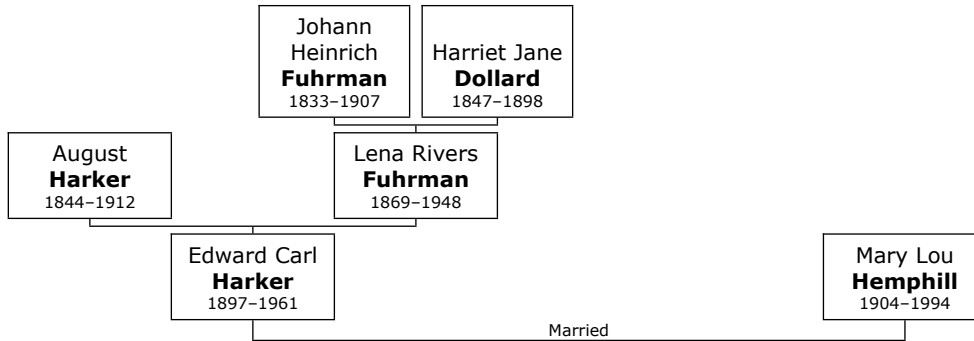 Johann
Heinrich
Fuhrman
1833–1907
Harriet Jane
Dollard
1847–1898
August
Harker
1844–1912
Lena Rivers
Fuhrman
1869–1948
Edward Carl
Harker
1897–1961
Mary Lou
Hemphill
1904–1994
Married